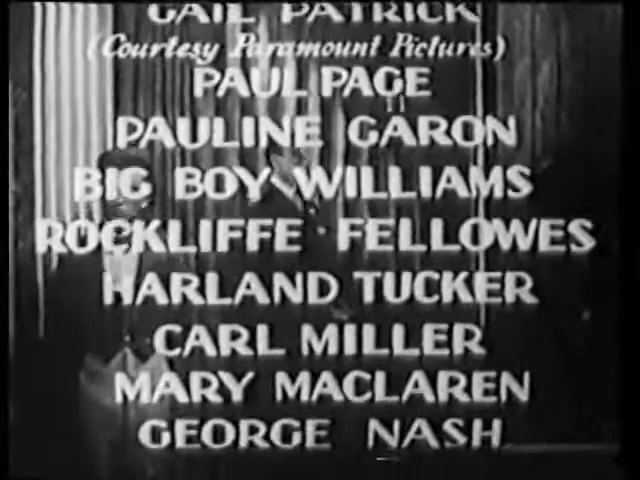 GAIL PATRICK
(Courtesy Paramount Pictures)
PAUL PAGE
PAULINE GARON
BIG BOY WILLIAMS
ROCKLIFFE FELLOWES
HARLAND TUCKER
CARL MILLER
MARY MACLAREN
GEORGE NASH